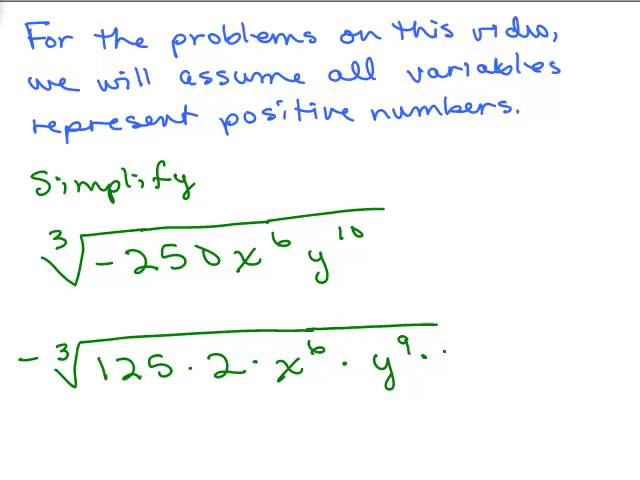 For the problems on this video,
we will assume all variables
represent positive numbers.
Simplify
∛(-250x⁶y¹⁰)
-∛(125 · 2 · x⁶ · y⁹ ·